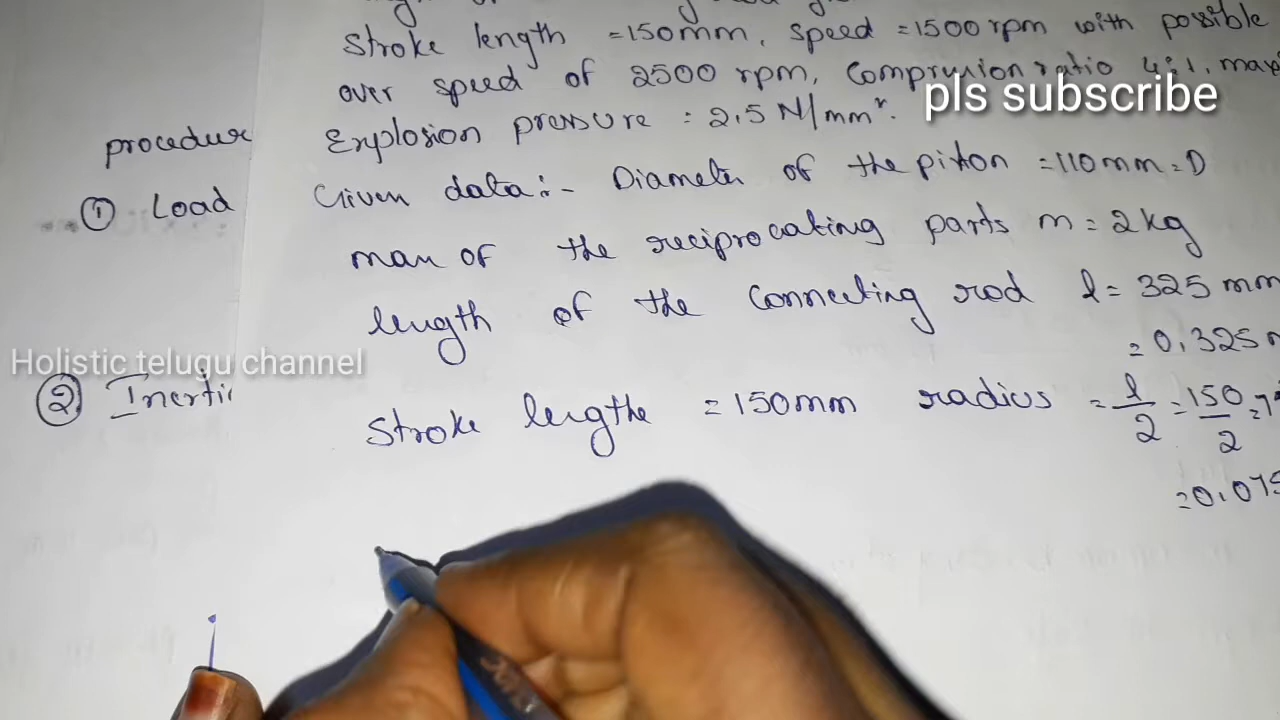 Stroke length =150mm, speed =1500 rpm with possible
over speed of 2500 rpm, Compression ratio 4:1. max
pls subscribe
procedure Explosion pressure = 2.5 N/mm².
Given data:- Diameter of the piston =110mm=D
① Load
mass of the reciprocating parts m=2kg
length of the connecting rod l= 325 mm
= 0.325
Holistic telugu channel
② Inertia
Stroke lengthe =150mm radius = l/2 = 150/2 =7
=0.075